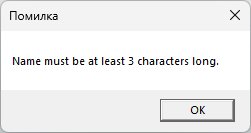 Помилка
Name must be at least 3 characters long.
OK